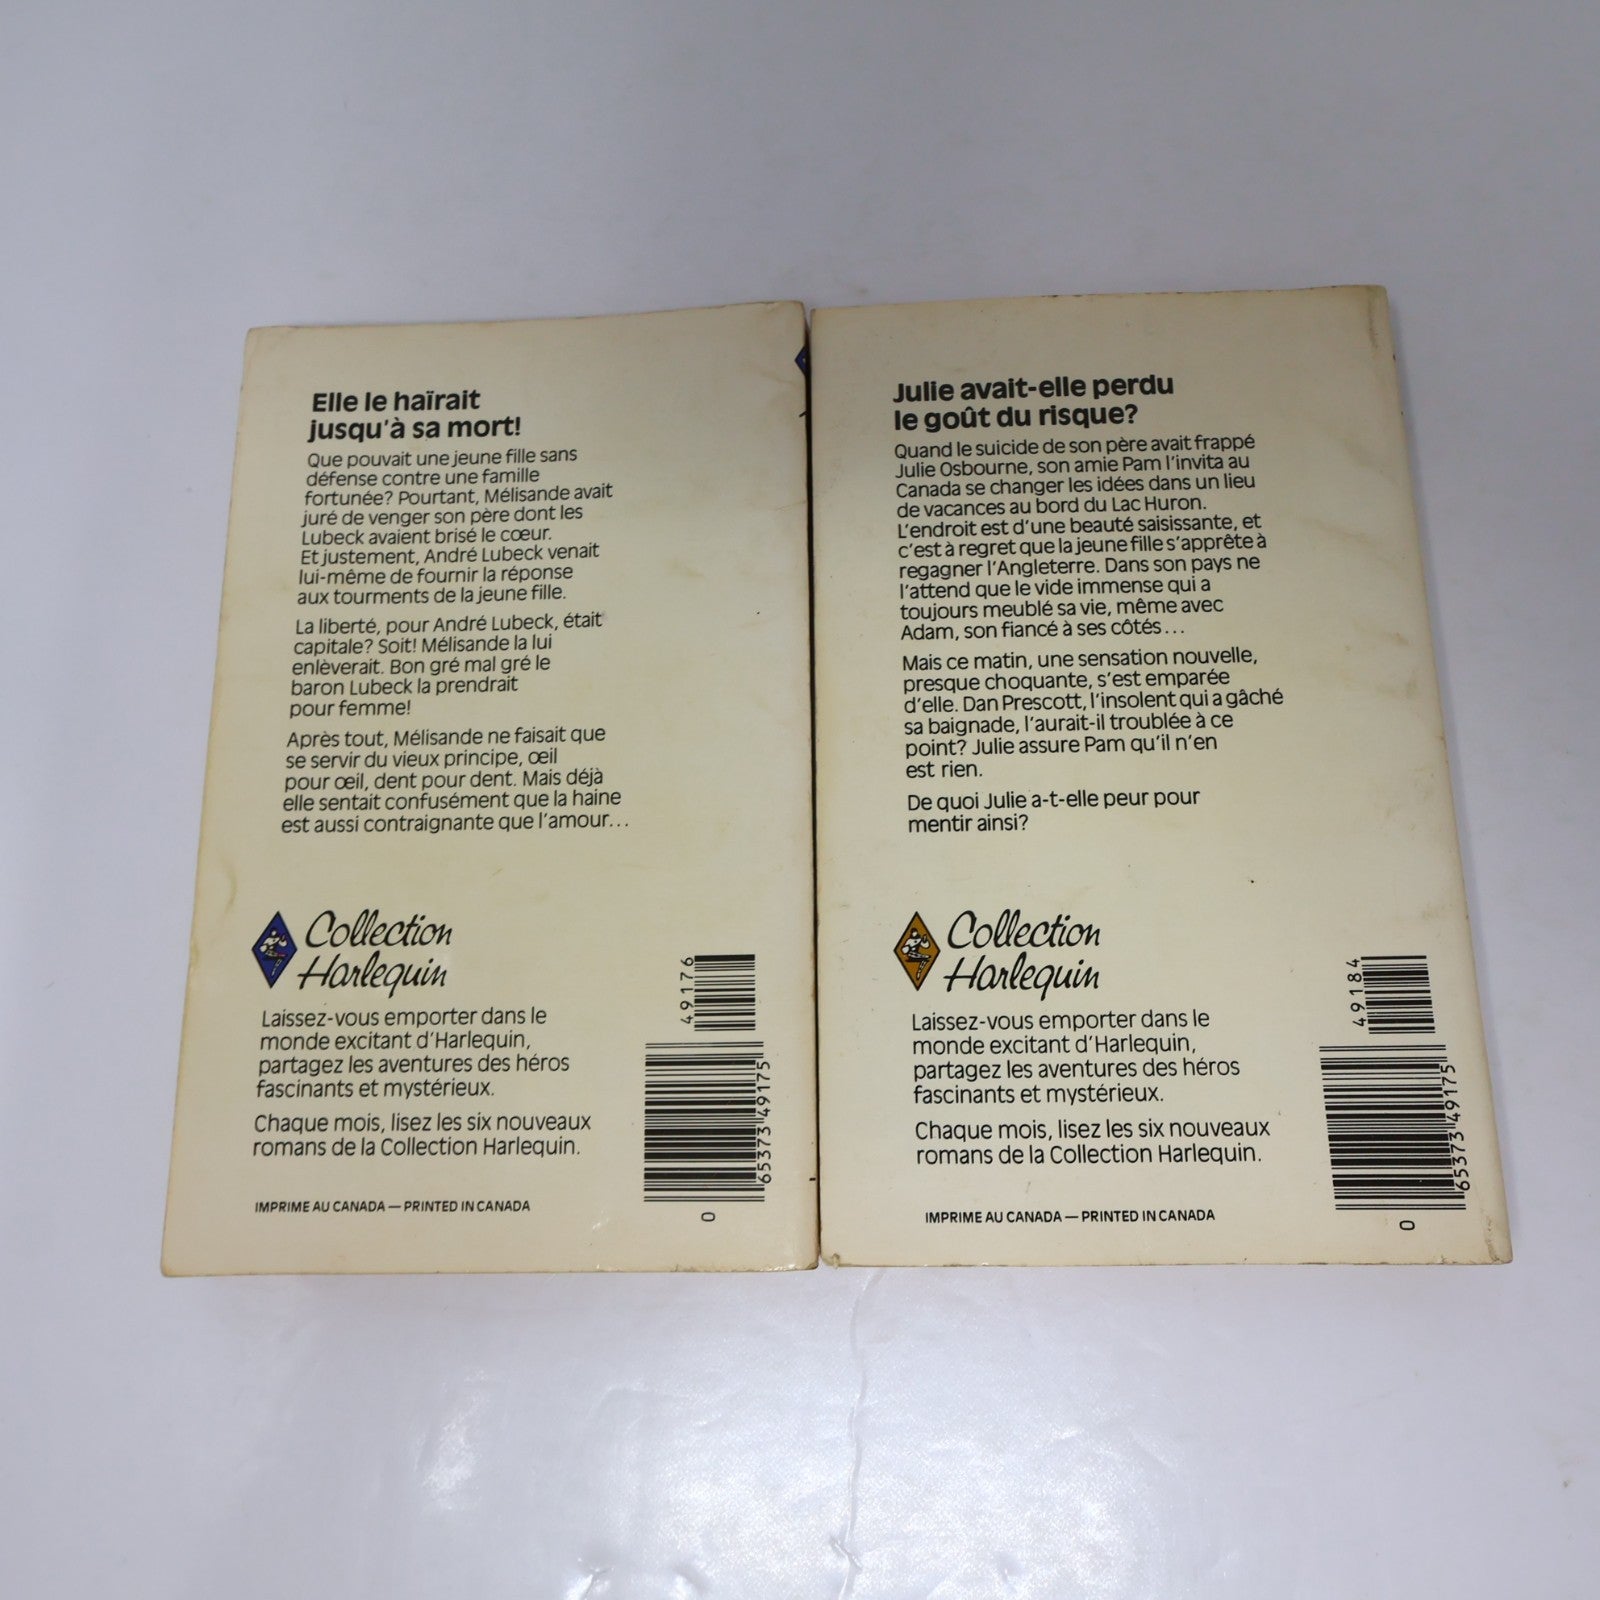 Elle le haïrait
jusqu'à sa mort!
Que pouvait une jeune fille sans
défense contre une famille
fortunée? Pourtant, Mélisande avait
juré de venger son père dont les
Lubeck avaient brisé le cœur.
Et justement, André Lubeck venait
lui-même de fournir la réponse
aux tourments de la jeune fille.
La liberté, pour André Lubeck, était
capitale? Soit! Mélisande la lui
enlèverait. Bon gré mal gré le
baron Lubeck la prendrait
pour femme!
Après tout, Mélisande ne faisait que
se servir du vieux principe, œil
pour œil, dent pour dent. Mais déjà
elle sentait confusément que la haine
est aussi contraignante que l'amour...
Collection
Harlequin
Laissez-vous emporter dans le
monde excitant d'Harlequin,
partagez les aventures des héros
fascinants et mystérieux.
Chaque mois, lisez les six nouveaux
romans de la Collection Harlequin.
IMPRIME AU CANADA — PRINTED IN CANADA
49176
65373 49175
0
Julie avait-elle perdu
le goût du risque?
Quand le suicide de son père avait frappé
Julie Osbourne, son amie Pam l'invita au
Canada se changer les idées dans un lieu
de vacances au bord du Lac Huron.
L'endroit est d'une beauté saisissante, et
c'est à regret que la jeune fille s'apprête à
regagner l'Angleterre. Dans son pays ne
l'attend que le vide immense qui a
toujours meublé sa vie, même avec
Adam, son fiancé à ses côtés...
Mais ce matin, une sensation nouvelle,
presque choquante, s'est emparée
d'elle. Dan Prescott, l'insolent qui a gâché
sa baignade, l'aurait-il troublée à ce
point? Julie assure Pam qu'il n'en
est rien.
De quoi Julie a-t-elle peur pour
mentir ainsi?
Collection
Harlequin
Laissez-vous emporter dans le
monde excitant d'Harlequin,
partagez les aventures des héros
fascinants et mystérieux.
Chaque mois, lisez les six nouveaux
romans de la Collection Harlequin.
IMPRIME AU CANADA — PRINTED IN CANADA
49184
65373 49175
0